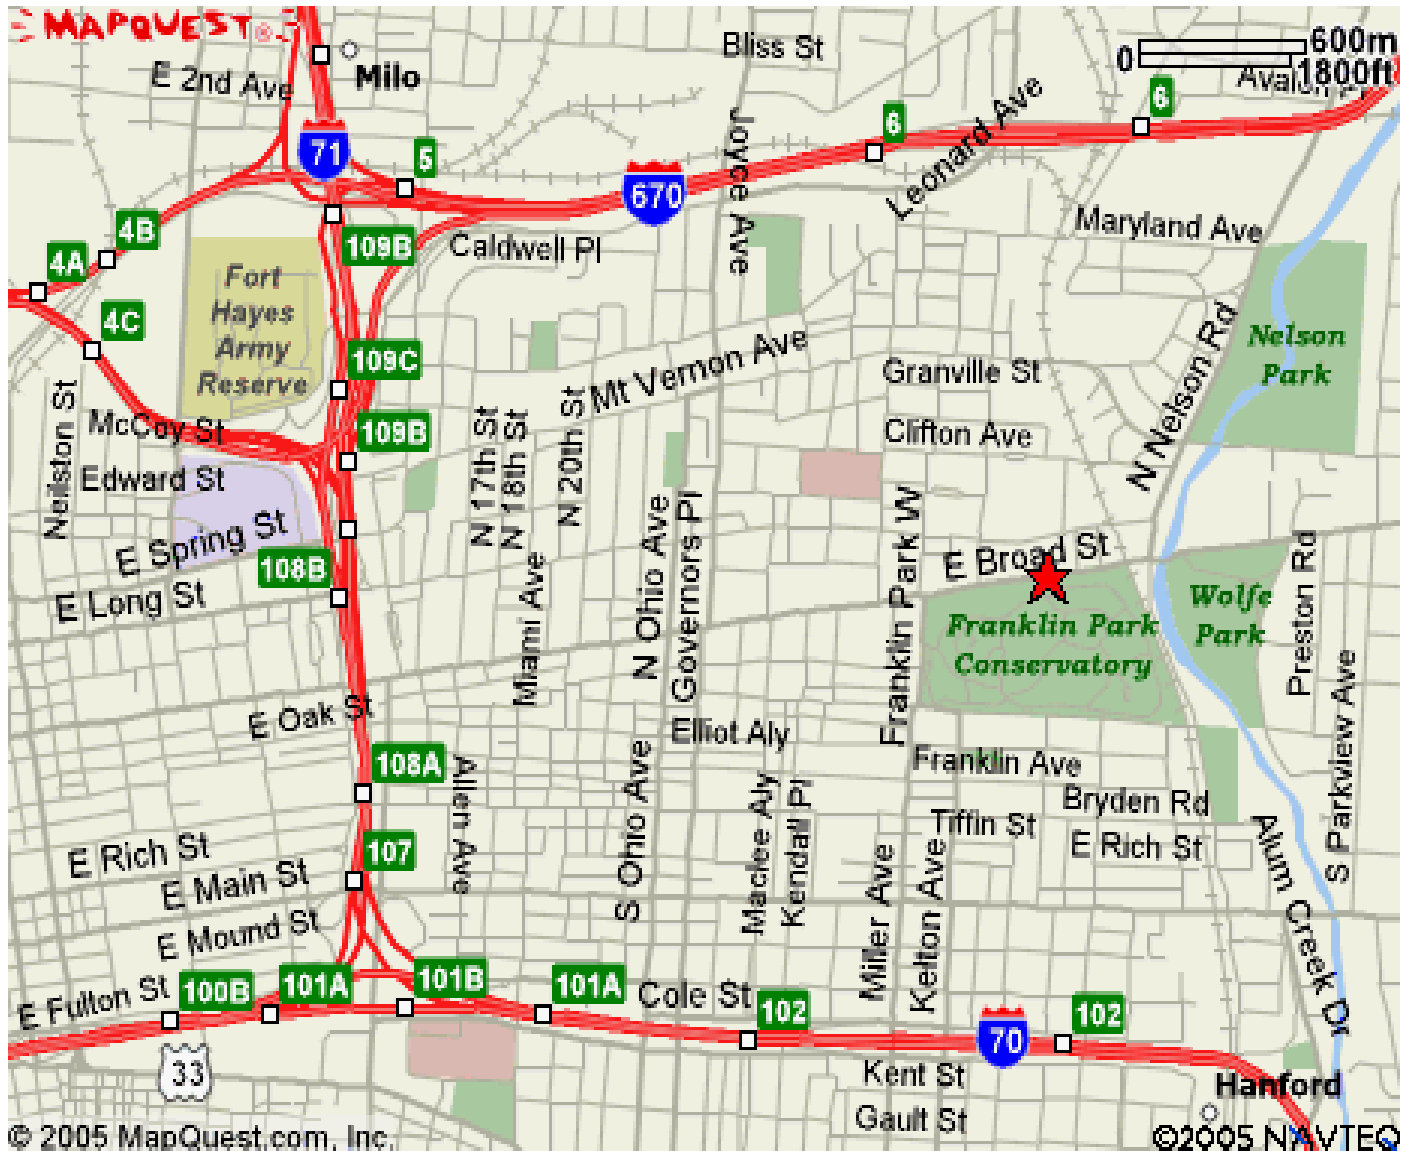 MAPQUEST®
Bliss St
0
600m
1800ft
E 2nd Ave
Milo
Avalon Pl
6
6
71
5
Joyce Ave
Leonard Ave
670
4B
4A
109B
Caldwell Pl
Maryland Ave
Fort
Hayes
Army
Reserve
4C
109C
Mt Vernon Ave
N Nelson Rd
Nelson
Park
Granville St
Neilston St
McCoy St
109B
N 17th St
N 18th St
N 20th St
Clifton Ave
Edward St
E Spring St
108B
E Long St
Miami Ave
N Ohio Ave
Governors Pl
Franklin Park W
E Broad St
Franklin Park
Conservatory
Wolfe
Park
Preston Rd
S Parkview Ave
E Oak St
Elliot Aly
E
108A
Allen Ave
S Ohio Ave
Maclee Aly
Kendall Pl
Franklin Ave
Bryden Rd
Tiffin St
E Rich St
107
E Rich St
E Main St
E Mound St
Miller Ave
Kelton Ave
Alum Creek Dr
E Fulton St
100B
101A
101B
101A
Cole St
102
70
102
33
Kent St
Hanford
Gault St
© 2005 MapQuest.com, Inc.
©2005 NAVTEQ